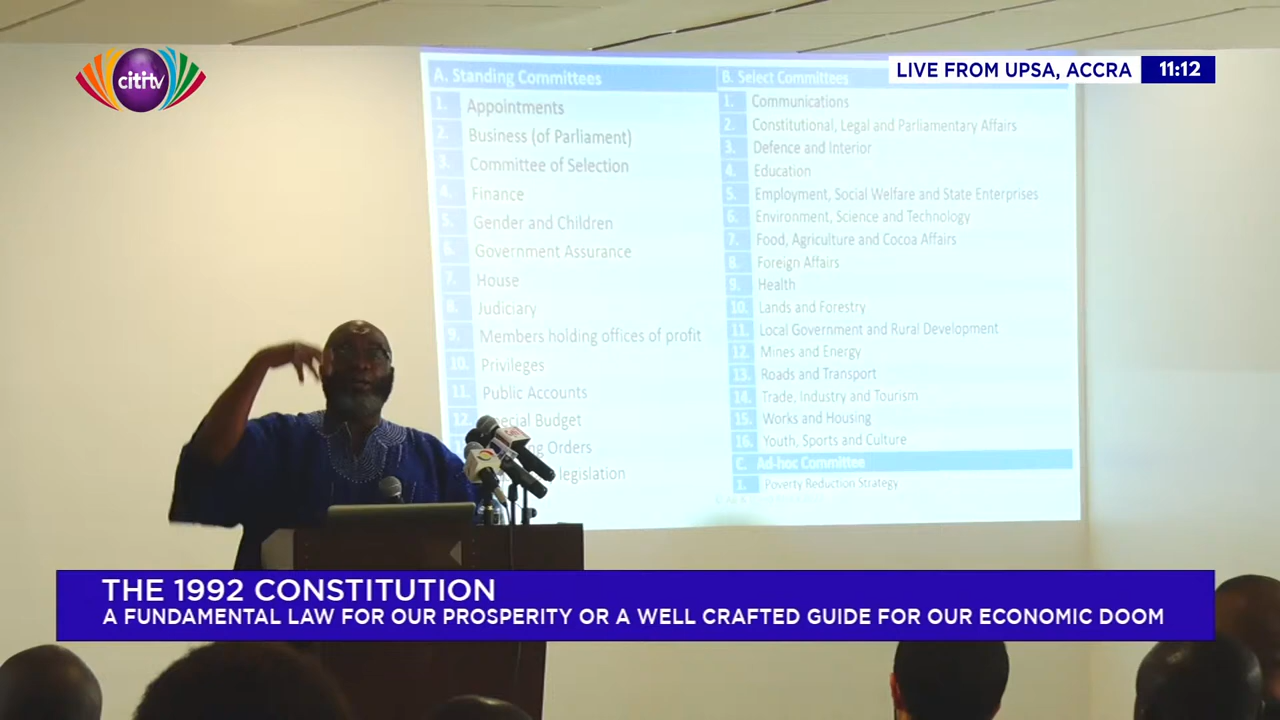 citi tv
LIVE FROM UPSA, ACCRA 11:12
A. Standing Committees
1. Appointments
2. Business (of Parliament)
3. Committee of Selection
4. Finance
5. Gender and Children
6. Government Assurance
7. House
8. Judiciary
9. Members holding offices of profit
10. Privileges
11. Public Accounts
12. Budget
Orders
legislation
B. Select Committees
1. Communications
2. Constitutional, Legal and Parliamentary Affairs
3. Defence and Interior
4. Education
5. Employment, Social Welfare and State Enterprises
6. Environment, Science and Technology
7. Food, Agriculture and Cocoa Affairs
8. Foreign Affairs
9. Health
10. Lands and Forestry
11. Local Government and Rural Development
12. Mines and Energy
13. Roads and Transport
14. Trade, Industry and Tourism
15. Works and Housing
16. Youth, Sports and Culture
C. Ad-hoc Committee
1. Poverty Reduction Strategy
THE 1992 CONSTITUTION
A FUNDAMENTAL LAW FOR OUR PROSPERITY OR A WELL CRAFTED GUIDE FOR OUR ECONOMIC DOOM